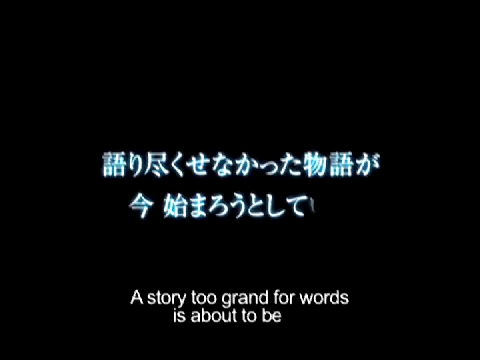 語り尽くせなかった物語が
今 始まろうとしてい
A story too grand for words
is about to be